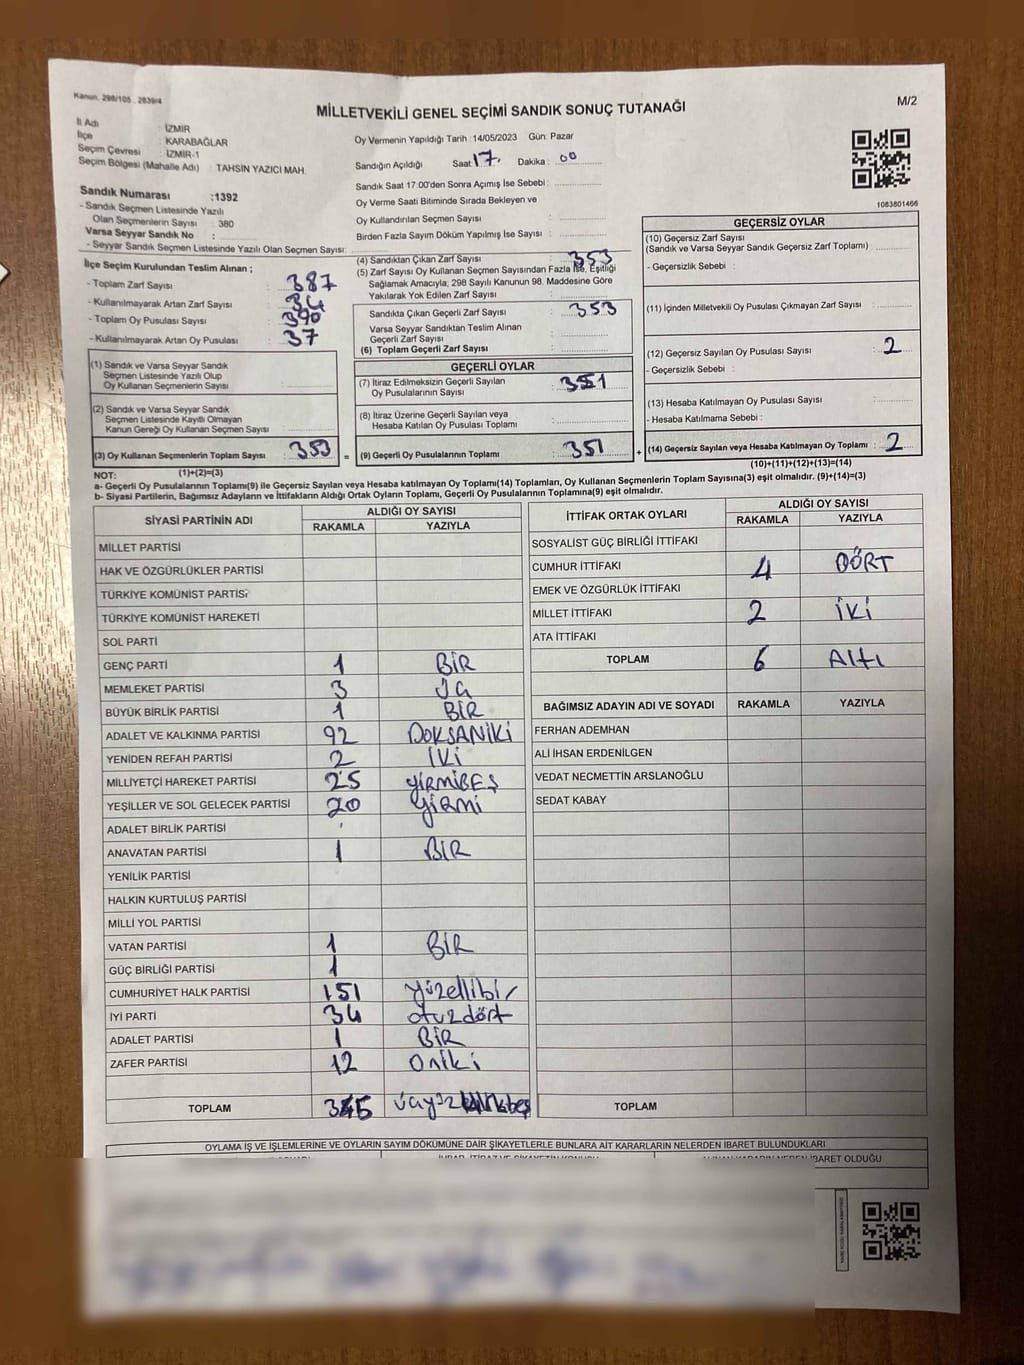 Kanun, 298/105 , 2839/4
MİLLETVEKİLİ GENEL SEÇİMİ SANDIK SONUÇ TUTANAĞI
M/2
İl Adı : İZMİR
İlçe : KARABAĞLAR
Seçim Çevresi : İZMİR-1
Seçim Bölgesi (Mahalle Adı) : TAHSİN YAZICI MAH.
Sandık Numarası :1392
- Sandık Seçmen Listesinde Yazılı
Olan Seçmenlerin Sayısı : 380
Varsa Seyyar Sandık No :
- Seyyar Sandık Seçmen Listesinde Yazılı Olan Seçmen Sayısı:
Oy Vermenin Yapıldığı Tarih :14/05/2023 Gün: Pazar
Sandığın Açıldığı Saat: 17. Dakika : 00
Sandık Saat 17:00'den Sonra Açımış İse Sebebi :
Oy Verme Saati Bitiminde Sırada Bekleyen ve
Oy Kullandırılan Seçmen Sayısı :
Birden Fazla Sayım Döküm Yapılmış İse Sayısı :
1083801466
İlçe Seçim Kurulundan Teslim Alınan ;
- Toplam Zarf Sayısı : 387
- Kullanılmayarak Artan Zarf Sayısı : 34
- Toplam Oy Pusulası Sayısı : 390
- Kullanılmayarak Artan Oy Pusulası : 37
(4) Sandıktan Çıkan Zarf Sayısı : 353
(5) Zarf Sayısı Oy Kullanan Seçmen Sayısından Fazla İse, Eşitliği
Sağlamak Amacıyla; 298 Sayılı Kanunun 98. Maddesine Göre
Yakılarak Yok Edilen Zarf Sayısı :
Sandıkta Çıkan Geçerli Zarf Sayısı : 353
Varsa Seyyar Sandıktan Teslim Alınan
Geçerli Zarf Sayısı :
(6) Toplam Geçerli Zarf Sayısı :
GEÇERSİZ OYLAR
(10) Geçersiz Zarf Sayısı
(Sandık ve Varsa Seyyar Sandık Geçersiz Zarf Toplamı) :
- Geçersizlik Sebebi :
(11) İçinden Milletvekili Oy Pusulası Çıkmayan Zarf Sayısı :
(12) Geçersiz Sayılan Oy Pusulası Sayısı : 2
- Geçersizlik Sebebi :
(13) Hesaba Katılmayan Oy Pusulası Sayısı :
- Hesaba Katılmama Sebebi :
(14) Geçersiz Sayılan veya Hesaba Katılmayan Oy Toplamı : 2
(10)+(11)+(12)+(13)=(14)
(1) Sandık ve Varsa Seyyar Sandık
Seçmen Listesinde Yazılı Olup
Oy Kullanan Seçmenlerin Sayısı :
(2) Sandık ve Varsa Seyyar Sandık
Seçmen Listesinde Kayıtlı Olmayan
Kanun Gereği Oy Kullanan Seçmen Sayısı :
(3) Oy Kullanan Seçmenlerin Toplam Sayısı : 353 =
(1)+(2)=(3)
GEÇERLİ OYLAR
(7) İtiraz Edilmeksizin Geçerli Sayılan
Oy Pusulalarının Sayısı : 351
(8) İtiraz Üzerine Geçerli Sayılan veya
Hesaba Katılan Oy Pusulası Toplamı :
(9) Geçerli Oy Pusulalarının Toplamı : 351 +
NOT:
a- Geçerli Oy Pusulalarının Toplamı(9) ile Geçersiz Sayılan veya Hesaba katılmayan Oy Toplamı(14) Toplamları, Oy Kullanan Seçmenlerin Toplam Sayısına(3) eşit olmalıdır. (9)+(14)=(3)
b- Siyasi Partilerin, Bağımsız Adayların ve İttifakların Aldığı Ortak Oyların Toplamı, Geçerli Oy Pusulalarının Toplamına(9) eşit olmalıdır.
SİYASİ PARTİNİN ADI ALDIĞI OY SAYISI
RAKAMLA YAZIYLA
MİLLET PARTİSİ
HAK VE ÖZGÜRLÜKLER PARTİSİ
TÜRKİYE KOMÜNİST PARTİSİ
TÜRKİYE KOMÜNİST HAREKETİ
SOL PARTİ
GENÇ PARTİ 1 BİR
MEMLEKET PARTİSİ 3 Üç
BÜYÜK BİRLİK PARTİSİ 1 BİR
ADALET VE KALKINMA PARTİSİ 92 DOKSANİKİ
YENİDEN REFAH PARTİSİ 2 İKİ
MİLLİYETÇİ HAREKET PARTİSİ 25 YİRMİBEŞ
YEŞİLLER VE SOL GELECEK PARTİSİ 20 YİRMİ
ADALET BİRLİK PARTİSİ
ANAVATAN PARTİSİ 1 BİR
YENİLİK PARTİSİ
HALKIN KURTULUŞ PARTİSİ
MİLLİ YOL PARTİSİ
VATAN PARTİSİ 1 BİR
GÜÇ BİRLİĞİ PARTİSİ 1
CUMHURİYET HALK PARTİSİ 151 yüzellibir
İYİ PARTİ 34 otuzdört
ADALET PARTİSİ 1 BİR
ZAFER PARTİSİ 12 oniki
TOPLAM 345
İTTİFAK ORTAK OYLARI ALDIĞI OY SAYISI
RAKAMLA YAZIYLA
SOSYALİST GÜÇ BİRLİĞİ İTTİFAKI
CUMHUR İTTİFAKI 4 DÖRT
EMEK VE ÖZGÜRLÜK İTTİFAKI
MİLLET İTTİFAKI 2 İKİ
ATA İTTİFAKI
TOPLAM 6 Altı
BAĞIMSIZ ADAYIN ADI VE SOYADI RAKAMLA YAZIYLA
FERHAN ADEMHAN
ALİ İHSAN ERDENİLGEN
VEDAT NECMETTİN ARSLANOĞLU
SEDAT KABAY
TOPLAM
OYLAMA İŞ VE İŞLEMLERİNE VE OYLARIN SAYIM DÖKÜMÜNE DAİR ŞİKAYETLERLE BUNLARA AİT KARARLARIN NELERDEN İBARET BULUNDUKLARI